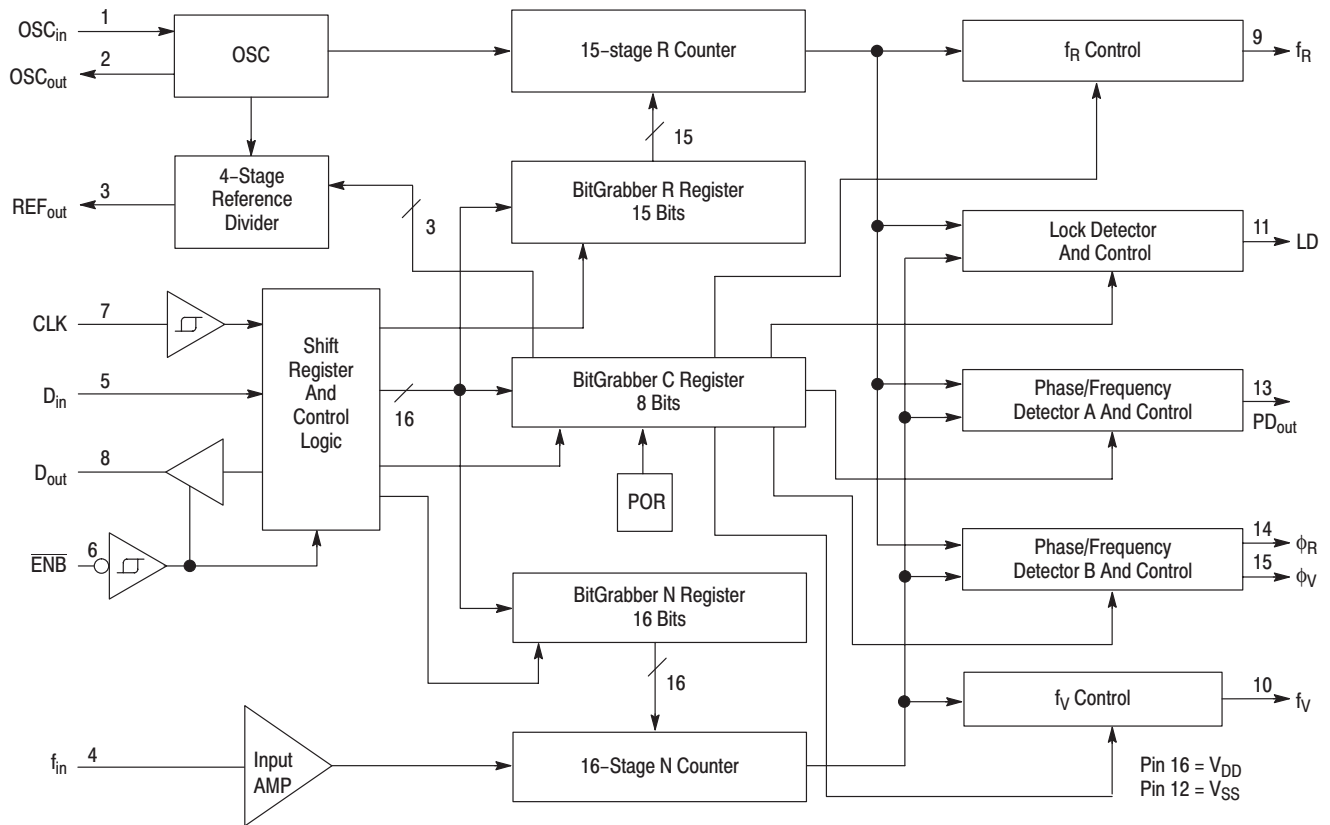 1
OSCin
2
OSCout
OSC
15-stage R Counter
fR Control
9
fR
15
4-Stage
Reference
Divider
3
REFout
3
BitGrabber R Register
15 Bits
Lock Detector
And Control
11
LD
7
CLK
5
Din
8
Dout
6
ENB
Shift
Register
And
Control
Logic
16
BitGrabber C Register
8 Bits
POR
Phase/Frequency
Detector A And Control
13
PDout
Phase/Frequency
Detector B And Control
14
ϕR
15
ϕV
BitGrabber N Register
16 Bits
16
fin
4
Input
AMP
16-Stage N Counter
fV Control
10
fV
Pin 16 = VDD
Pin 12 = VSS